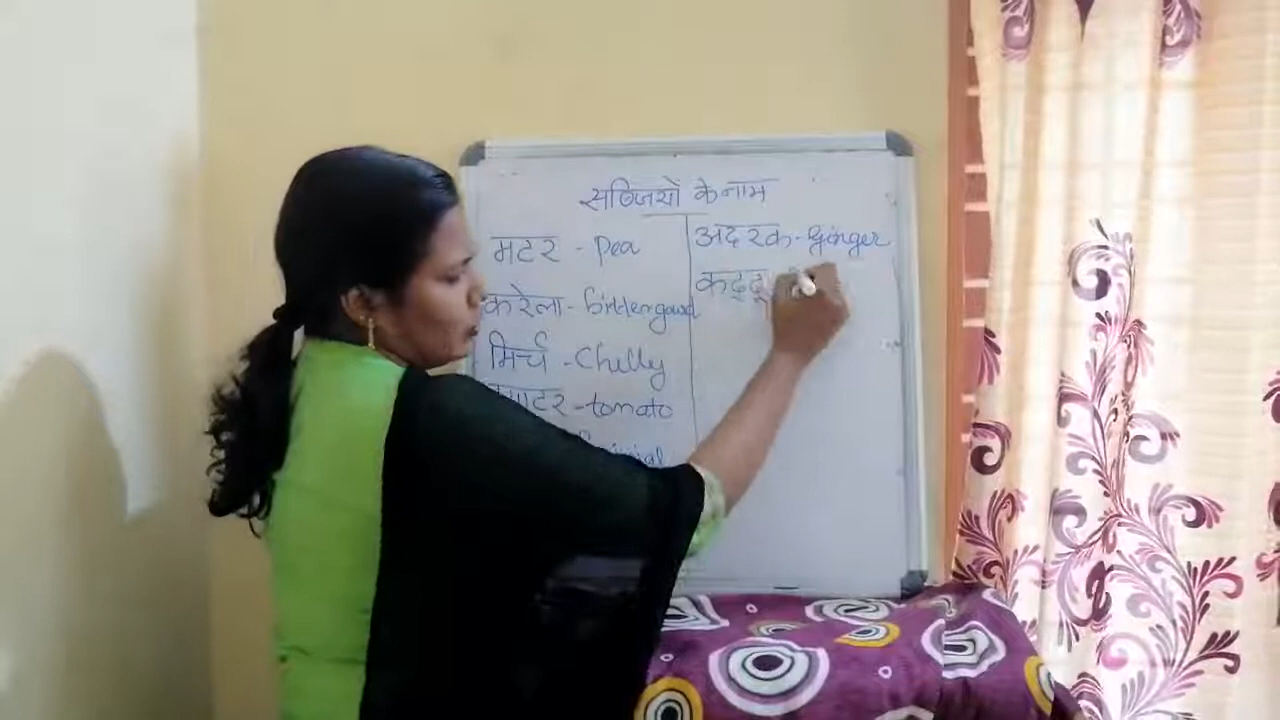 सब्जियों के नाम
मटर - Pea
करेला - bittergourd
मिर्च - Chilly
टमाटर - tomato
अदरक - Ginger
कद्दू